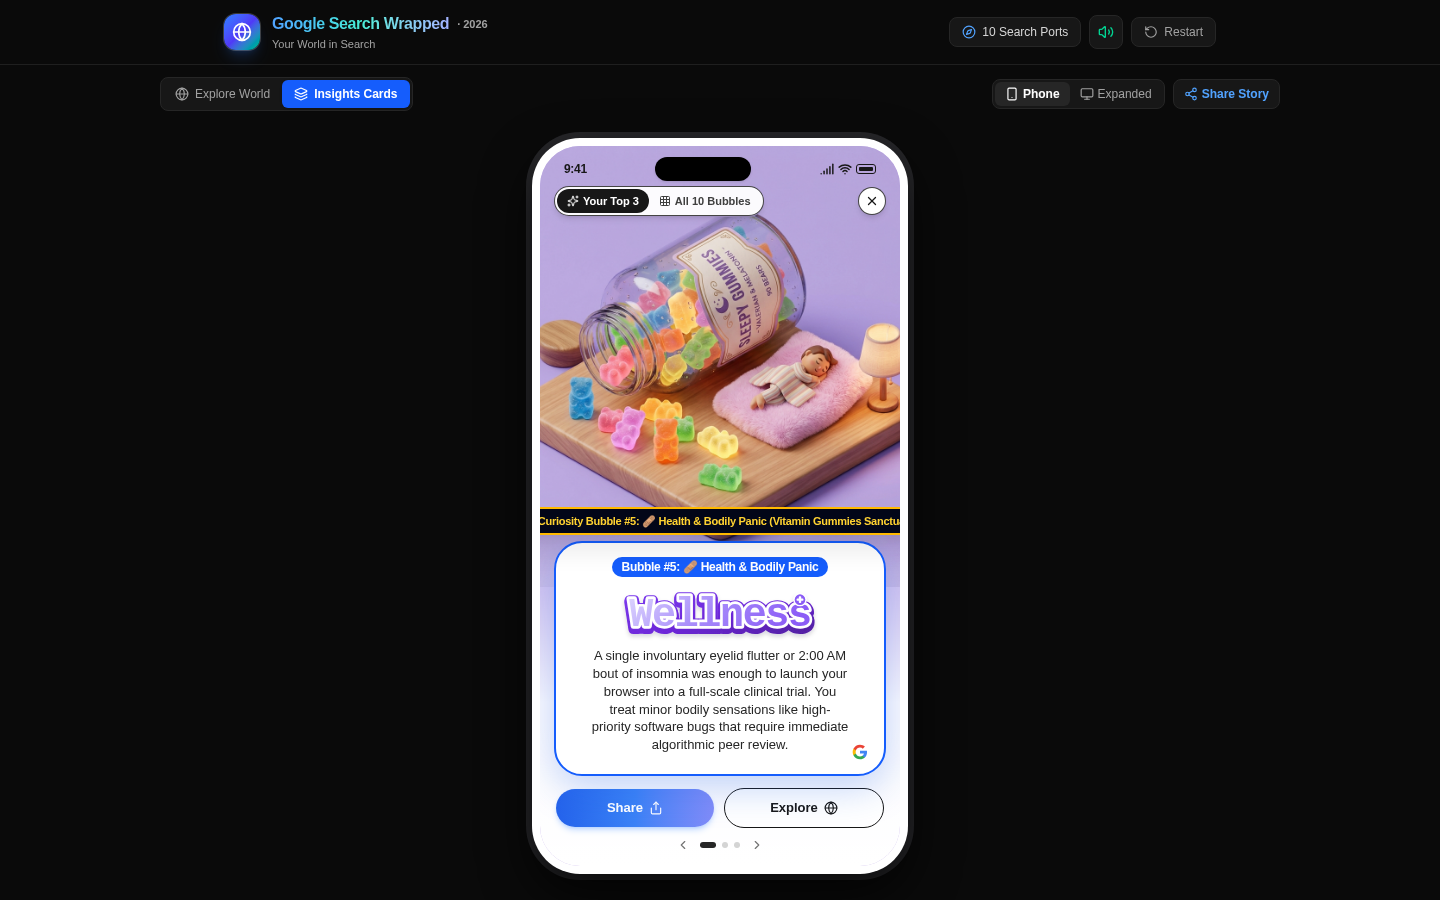 Google Search Wrapped · 2026
Your World in Search
10 Search Ports
Restart
Explore World
Insights Cards
Phone
Expanded
Share Story
9:41
Your Top 3
All 10 Bubbles
SLEEPY GUMMIES
VALERIAN & MELATONIN
90 BEARS
Curiosity Bubble #5: 🩹 Health & Bodily Panic (Vitamin Gummies Sanctu
Bubble #5: 🩹 Health & Bodily Panic
Wellness
A single involuntary eyelid flutter or 2:00 AM
bout of insomnia was enough to launch your
browser into a full-scale clinical trial. You
treat minor bodily sensations like high-
priority software bugs that require immediate
algorithmic peer review.
G
Share
Explore